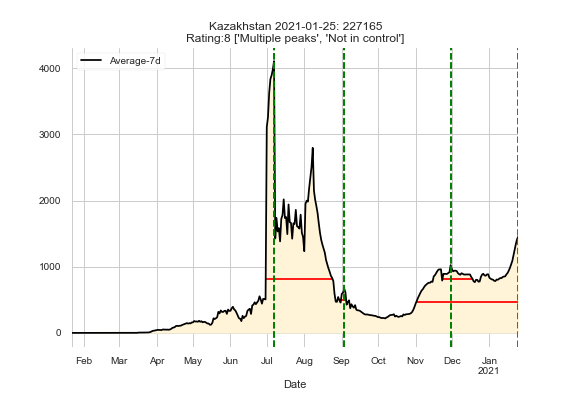 Kazakhstan 2021-01-25: 227165
Rating:8 ['Multiple peaks', 'Not in control']
Average-7d
4000
3000
2000
1000
0
Feb Mar Apr May Jun Jul Aug Sep Oct Nov Dec Jan
2021
Date